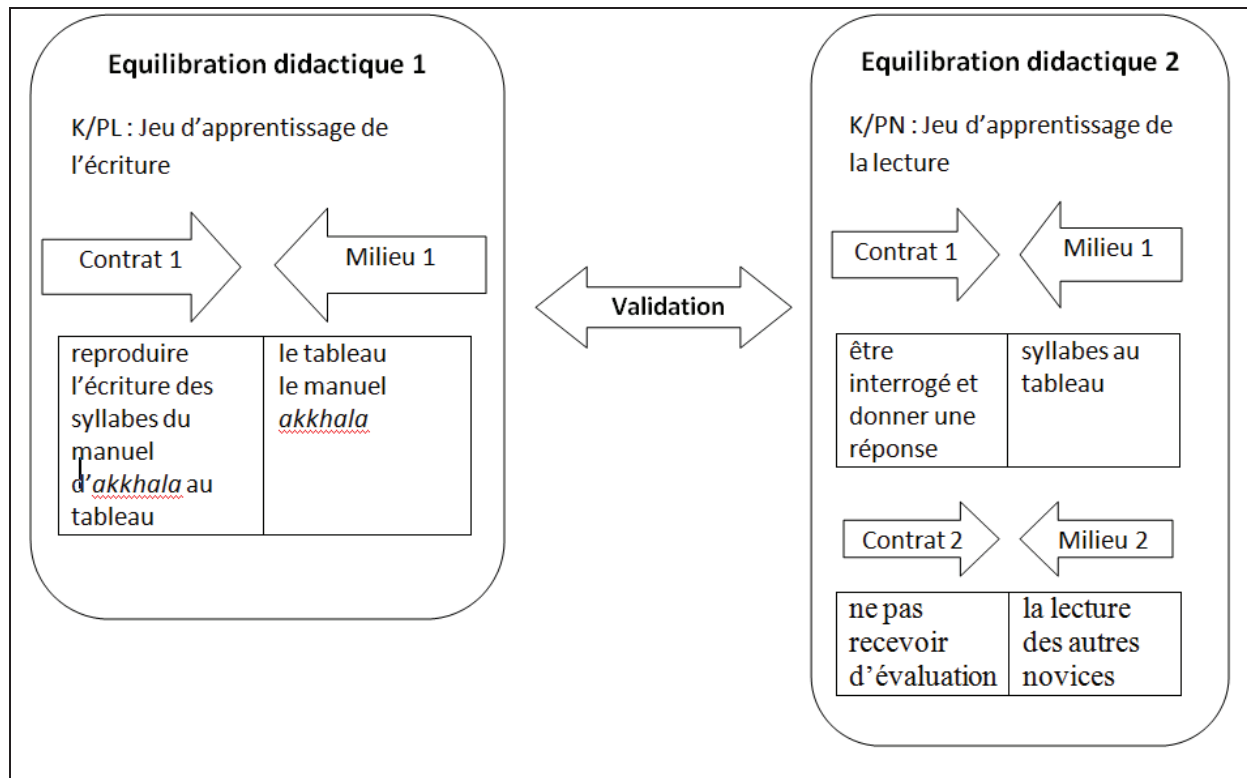 Equilibration didactique 1
K/PL : Jeu d’apprentissage de
l’écriture
Contrat 1
Milieu 1
reproduire
l’écriture des
syllabes du
manuel
d’akkhala au
tableau
le tableau
le manuel
akkhala
Validation
Equilibration didactique 2
K/PN : Jeu d’apprentissage de
la lecture
Contrat 1
Milieu 1
être
interrogé et
donner une
réponse
syllabes au
tableau
Contrat 2
Milieu 2
ne pas
recevoir
d’évaluation
la lecture
des autres
novices